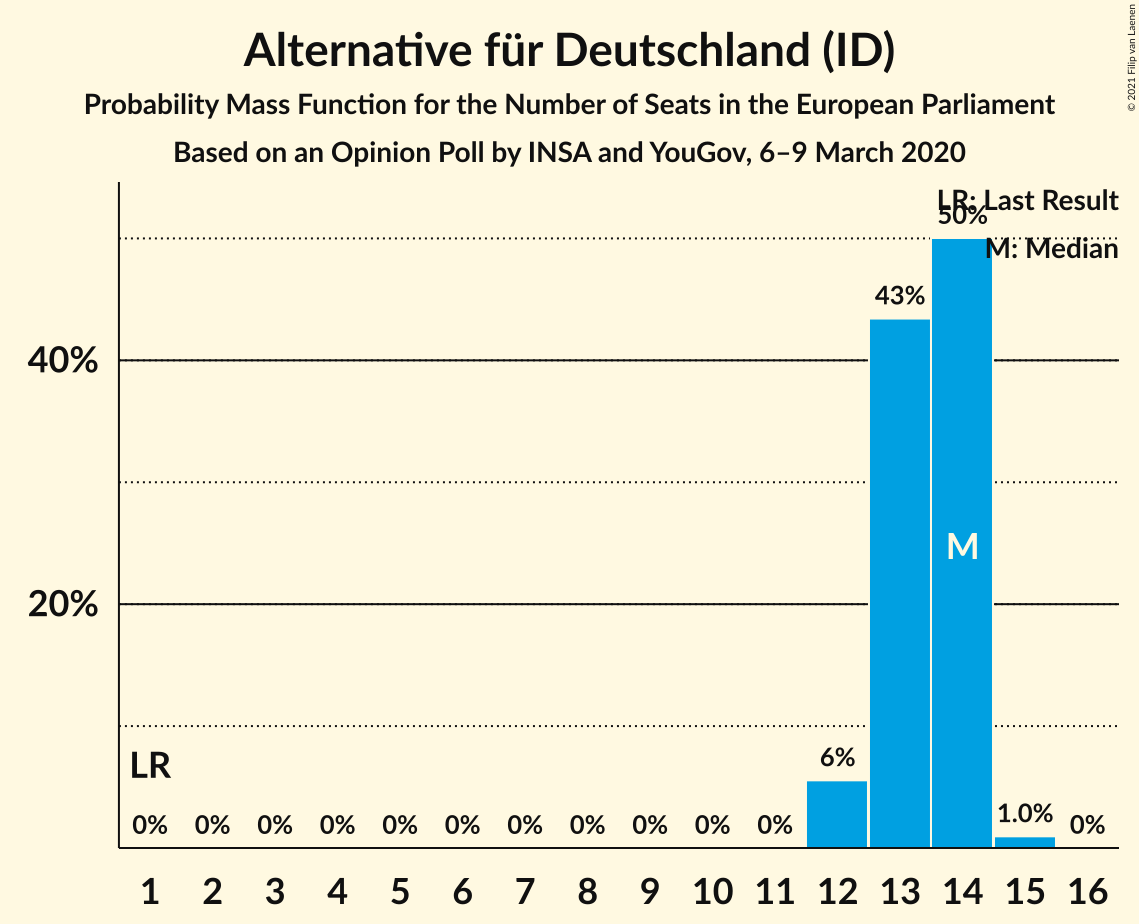 Alternative für Deutschland (ID)
Probability Mass Function for the Number of Seats in the European Parliament
Based on an Opinion Poll by INSA and YouGov, 6–9 March 2020
© 2021 Filip van Laenen
LR: Last Result
M: Median
50%
43%
40%
M
20%
LR
6%
1.0%
0% 0% 0% 0% 0% 0% 0% 0% 0% 0% 0% 0%
1 2 3 4 5 6 7 8 9 10 11 12 13 14 15 16